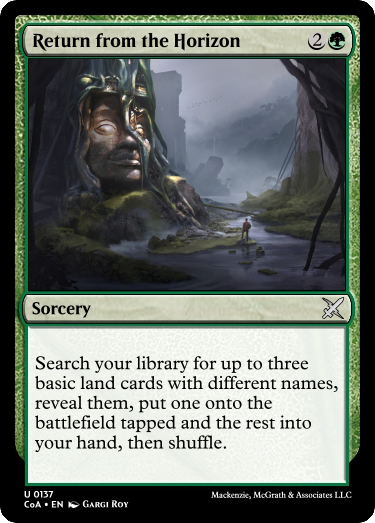 Return from the Horizon 2
Sorcery
Search your library for up to three
basic land cards with different names,
reveal them, put one onto the
battlefield tapped and the rest into
your hand, then shuffle.
U 0137
CoA • EN Gargi Roy
Mackenzie, McGrath & Associates LLC